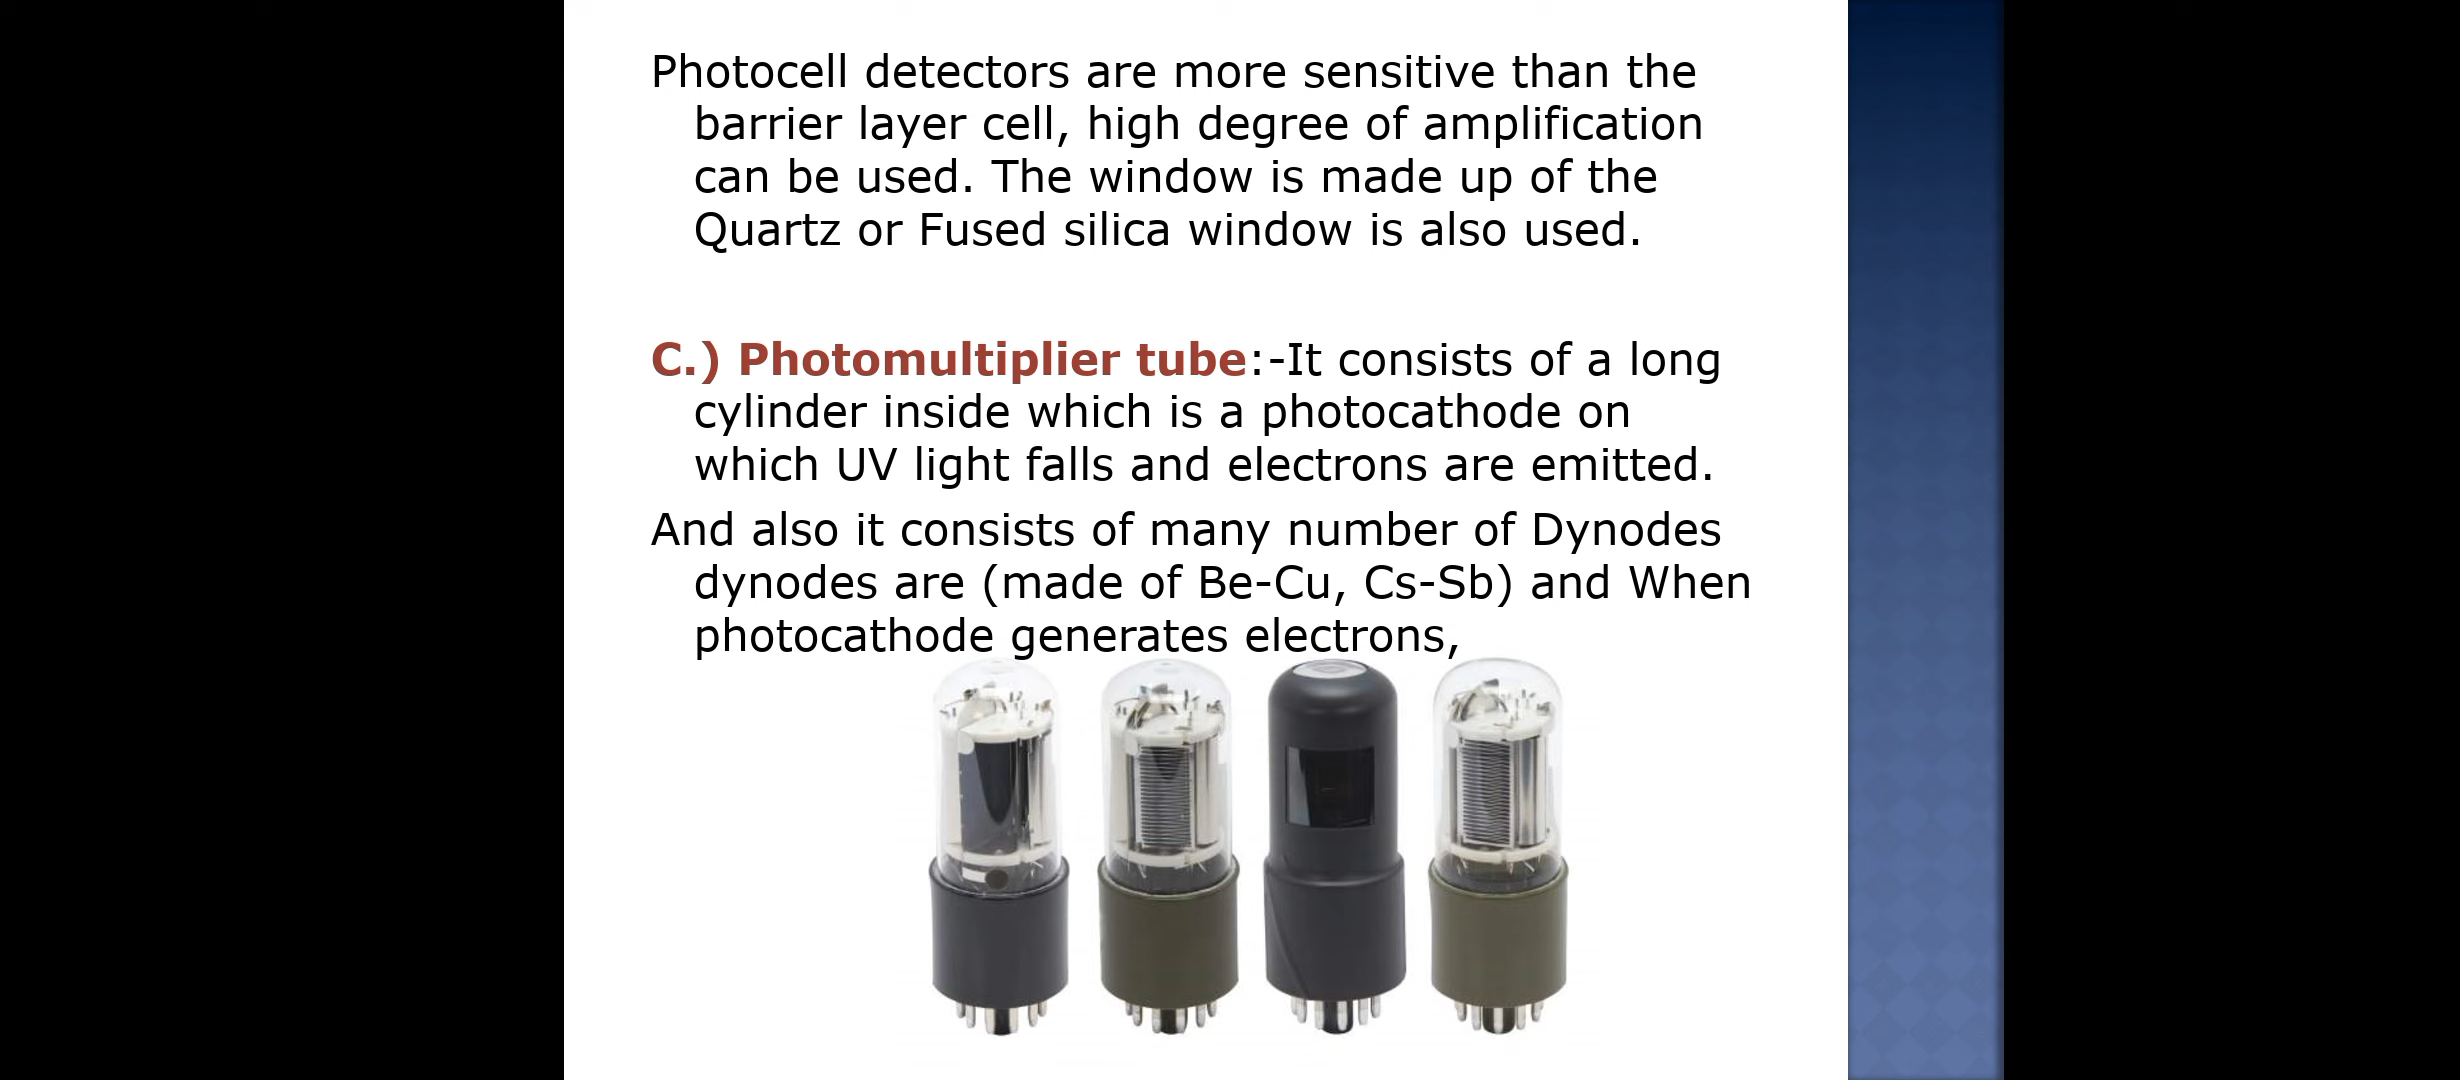 Photocell detectors are more sensitive than the
barrier layer cell, high degree of amplification
can be used. The window is made up of the
Quartz or Fused silica window is also used.
C.) Photomultiplier tube:-It consists of a long
cylinder inside which is a photocathode on
which UV light falls and electrons are emitted.
And also it consists of many number of Dynodes
dynodes are (made of Be-Cu, Cs-Sb) and When
photocathode generates electrons,